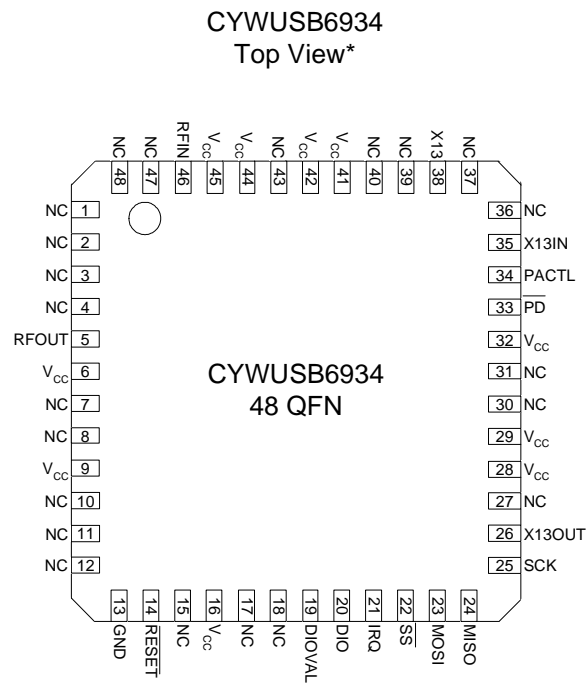 CYWUSB6934
Top View*
NC NC RFIN VCC VCC NC VCC VCC NC NC X13 NC
48 47 46 45 44 43 42 41 40 39 38 37
NC 1
NC 2
NC 3
NC 4
RFOUT 5
VCC 6
NC 7
NC 8
VCC 9
NC 10
NC 11
NC 12
CYWUSB6934
48 QFN
36 NC
35 X13IN
34 PACTL
33 PD
32 VCC
31 NC
30 NC
29 VCC
28 VCC
27 NC
26 X13OUT
25 SCK
13 14 15 16 17 18 19 20 21 22 23 24
GND RESET NC VCC NC NC DIOVAL DIO IRQ SS MOSI MISO